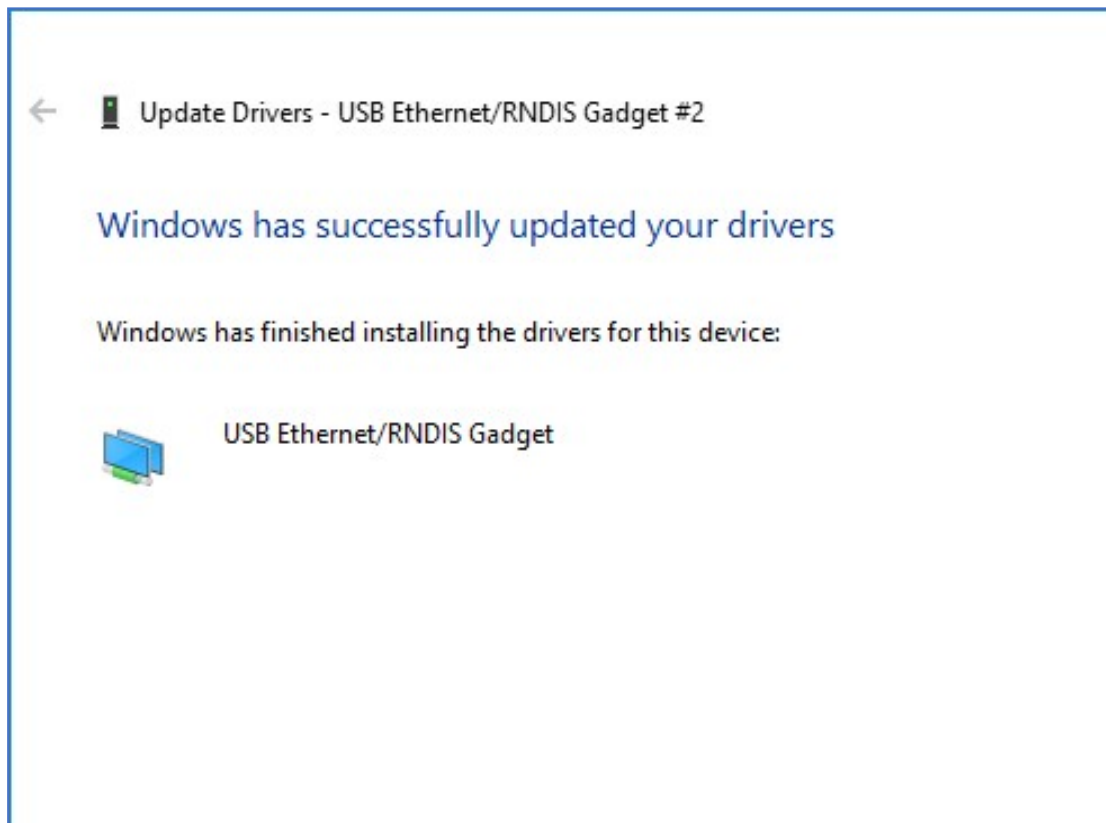 Update Drivers - USB Ethernet/RNDIS Gadget #2
Windows has successfully updated your drivers
Windows has finished installing the drivers for this device:
USB Ethernet/RNDIS Gadget